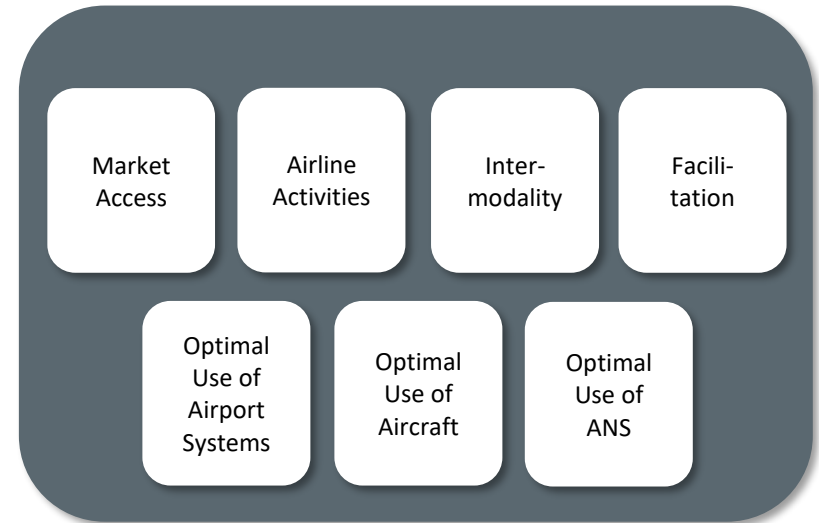 Market
Access
Airline
Activities
Inter-
modality
Facili-
tation
Optimal
Use of
Airport
Systems
Optimal
Use of
Aircraft
Optimal
Use of
ANS